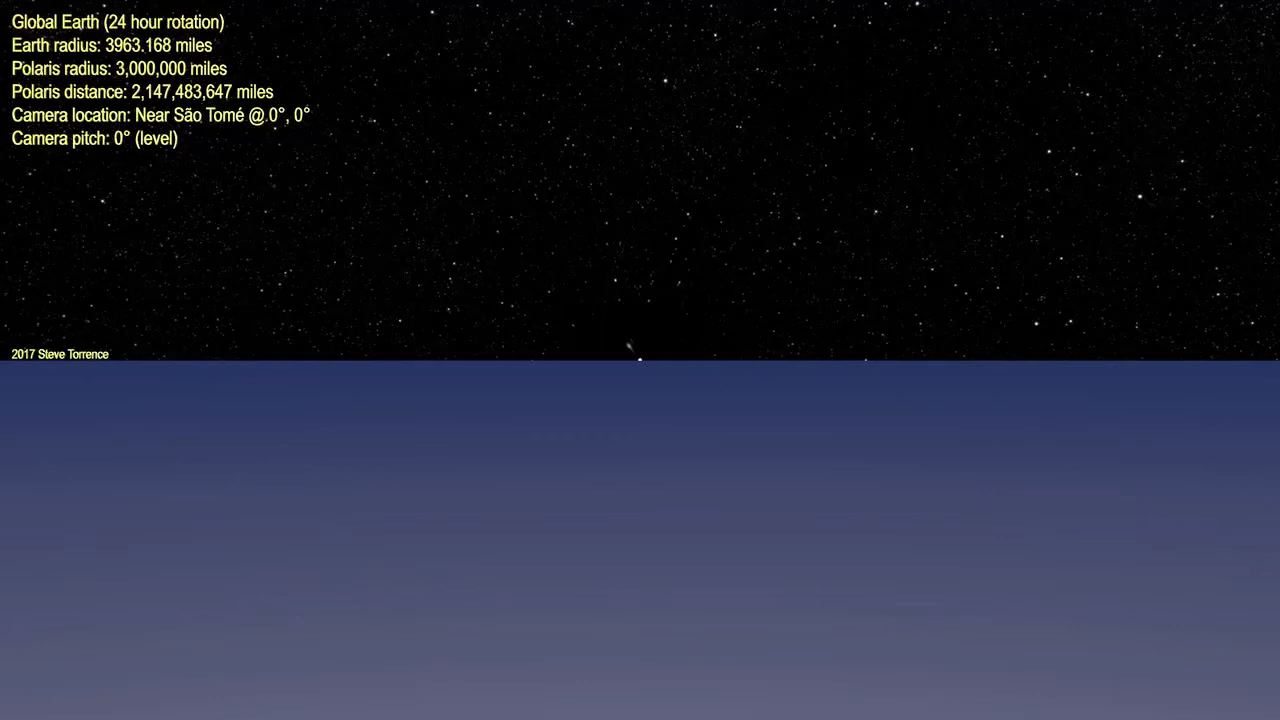 Global Earth (24 hour rotation)
Earth radius: 3963.168 miles
Polaris radius: 3,000,000 miles
Polaris distance: 2,147,483,647 miles
Camera location: Near São Tomé @ 0°, 0°
Camera pitch: 0° (level)
2017 Steve Torrence